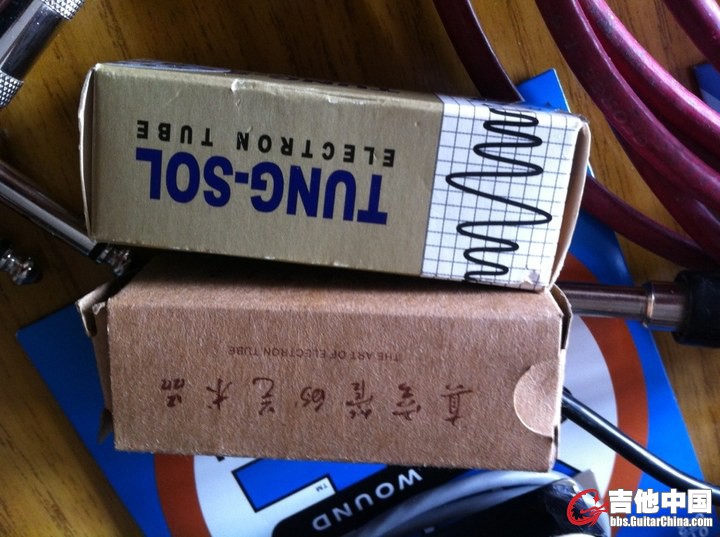 TUNG-SOL
ELECTRON TUBE
真空管的艺术品
THE ART OF ELECTRON TUBE
WOUND
TM
吉他中国
bbs.GuitarChina.com